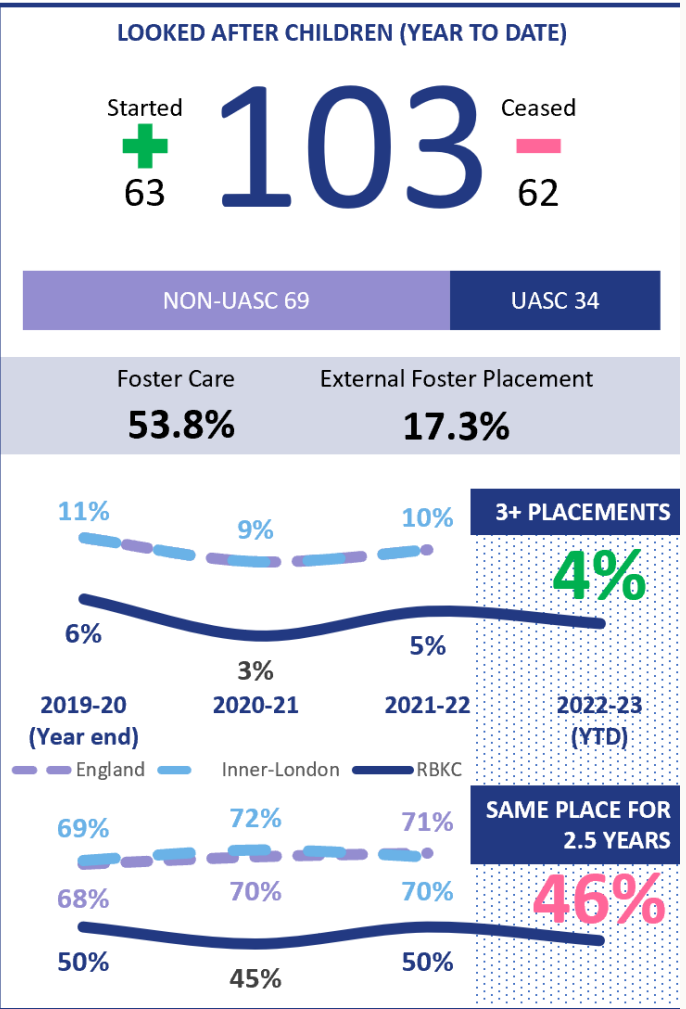 LOOKED AFTER CHILDREN (YEAR TO DATE)
Started
63
103
Ceased
62
NON-UASC 69
UASC 34
Foster Care
53.8%
External Foster Placement
17.3%
3+ PLACEMENTS
4%
11%
9%
10%
6%
3%
5%
2019-20
(Year end)
2020-21
2021-22
2022-23
(YTD)
England
Inner-London
RBKC
SAME PLACE FOR
2.5 YEARS
46%
69%
72%
71%
68%
70%
70%
50%
45%
50%